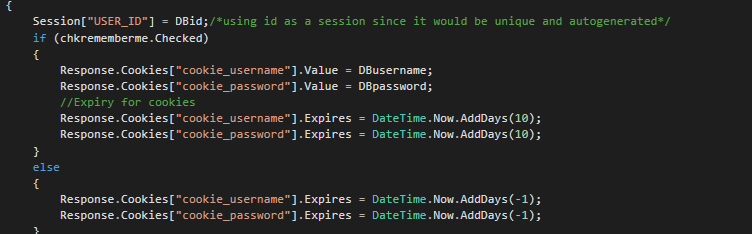 {
Session["USER_ID"] = DBid;/*using id as a session since it would be unique and autogenerated*/
if (chkrememberme.Checked)
{
Response.Cookies["cookie_username"].Value = DBusername;
Response.Cookies["cookie_password"].Value = DBpassword;
//Expiry for cookies
Response.Cookies["cookie_username"].Expires = DateTime.Now.AddDays(10);
Response.Cookies["cookie_password"].Expires = DateTime.Now.AddDays(10);
}
else
{
Response.Cookies["cookie_username"].Expires = DateTime.Now.AddDays(-1);
Response.Cookies["cookie_password"].Expires = DateTime.Now.AddDays(-1);
}